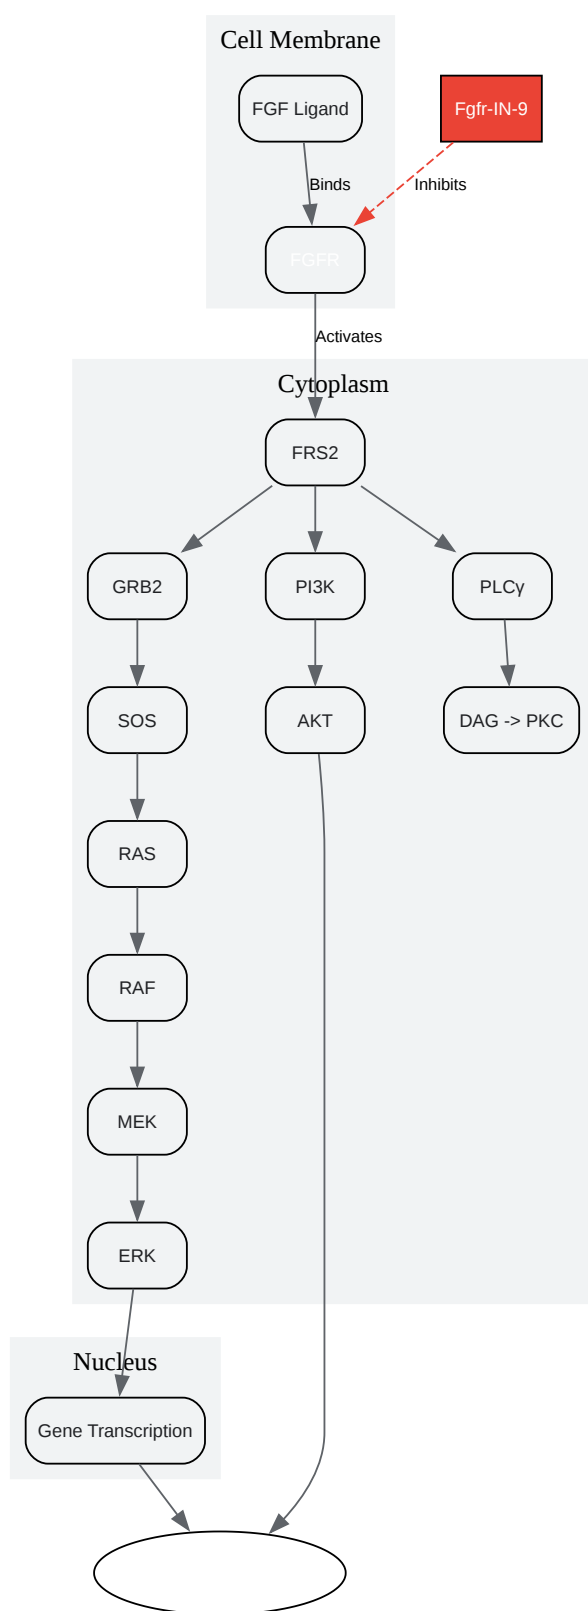 Cell Membrane
FGF Ligand
Fgfr-IN-9
Binds
Inhibits
FGFR
Activates
Cytoplasm
FRS2
GRB2
PI3K
PLCγ
SOS
AKT
DAG -> PKC
RAS
RAF
MEK
ERK
Nucleus
Gene Transcription